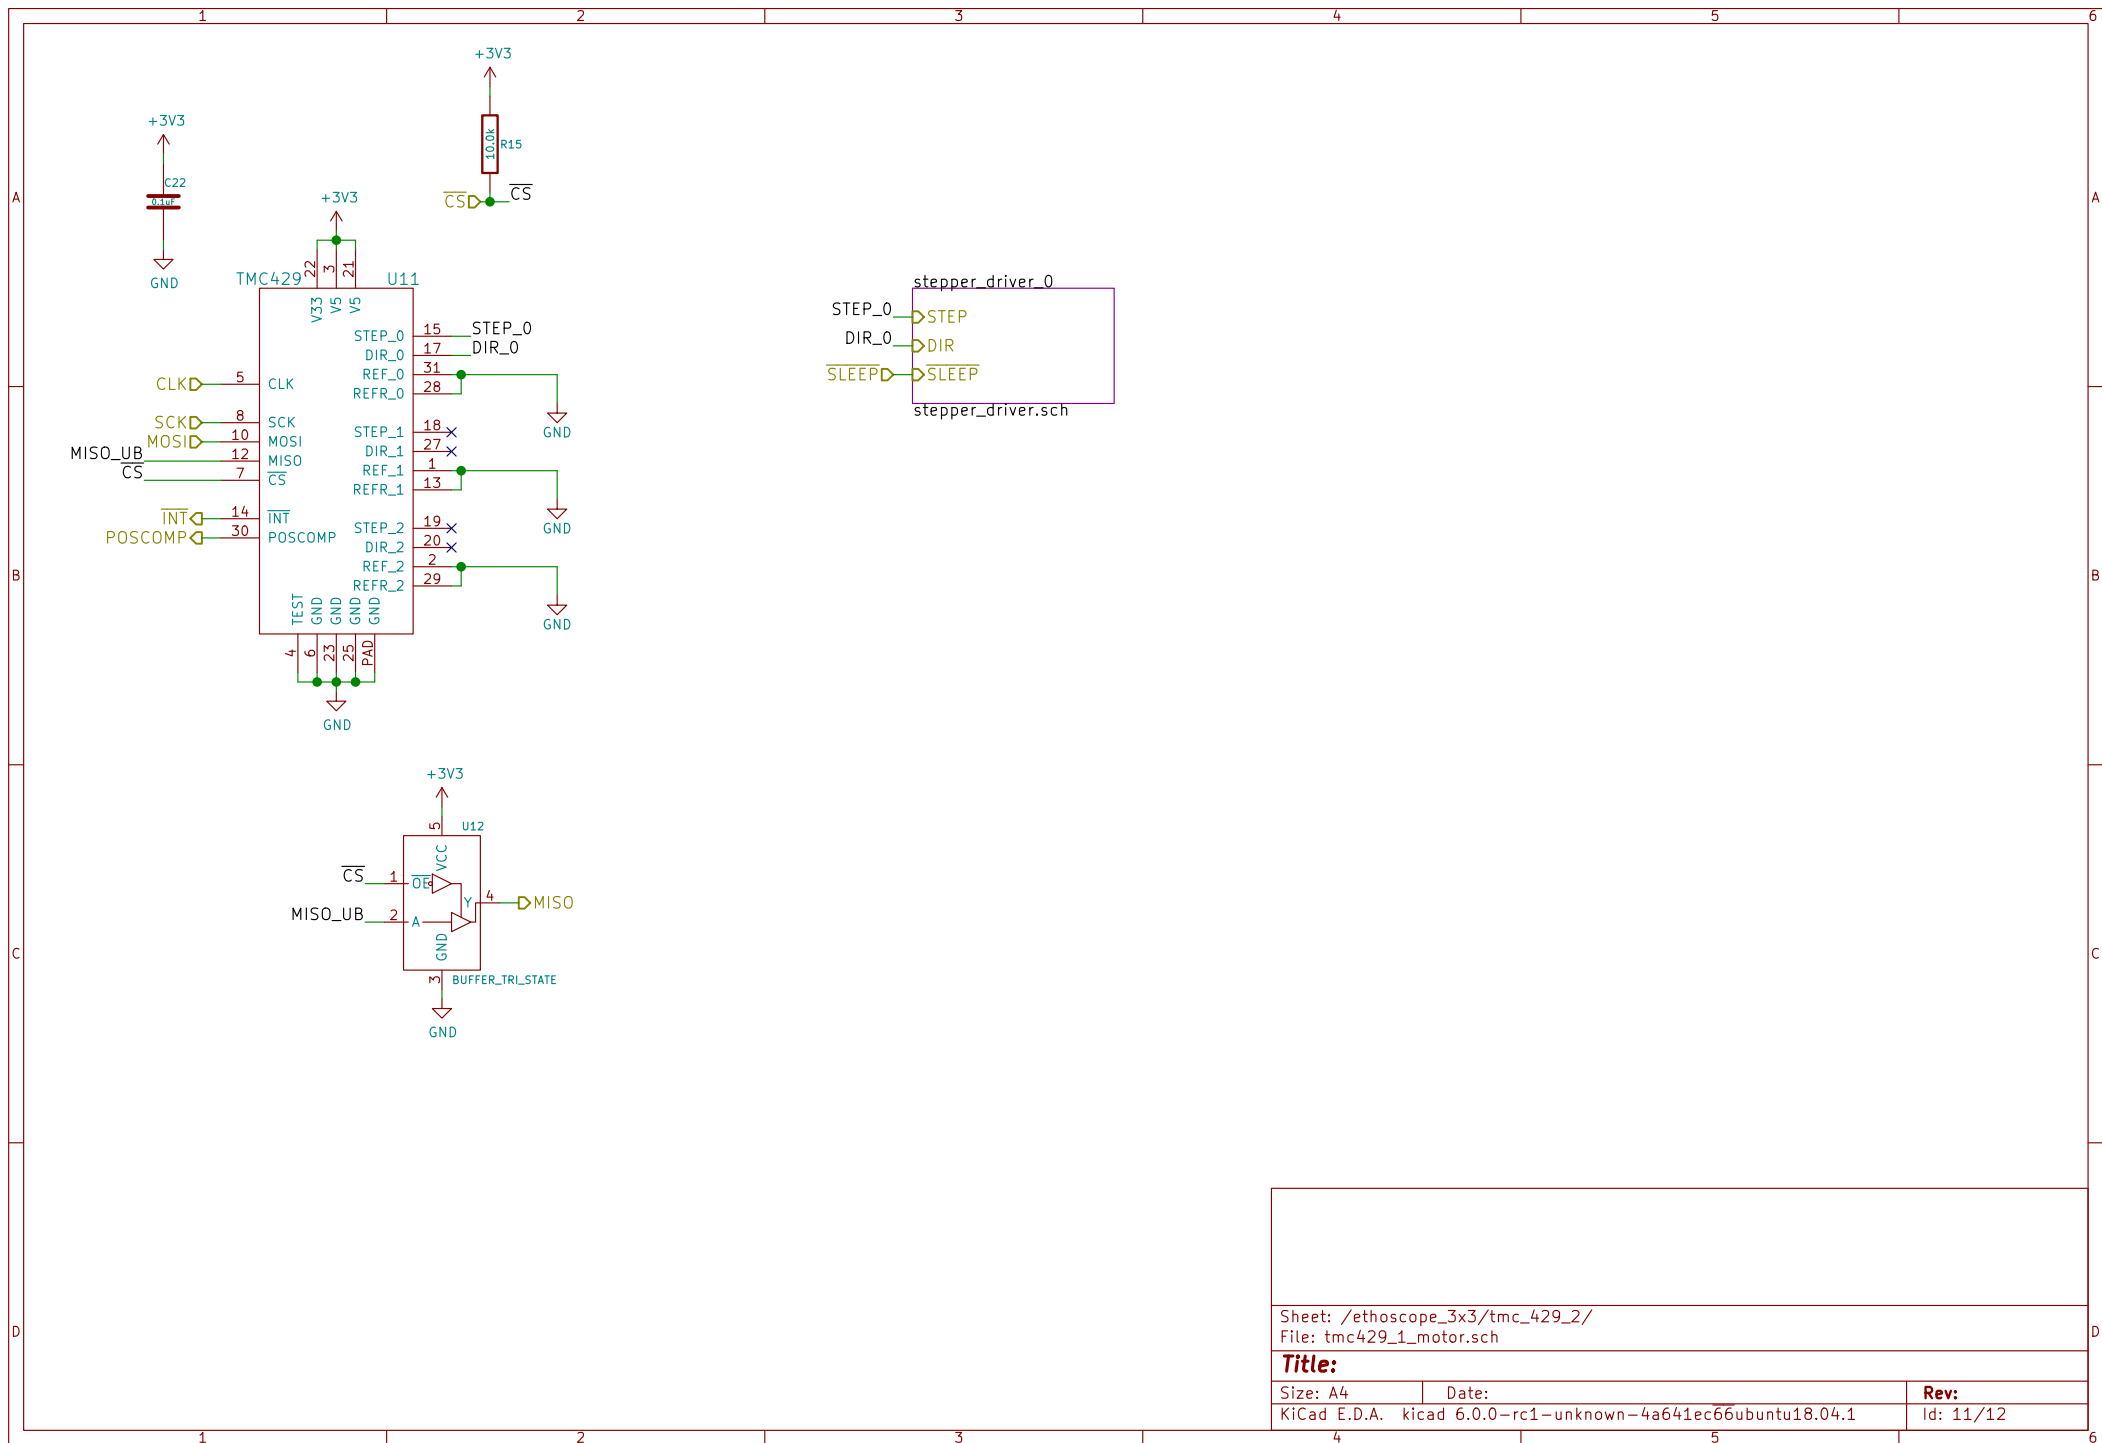 1 2 3 4 5 6
A
B
C
D
A
B
C
D
1 2 3 4 5 6
+3V3
C22
0.1uF
GND
+3V3
10.0k
R15
CS
CS
+3V3
TMC429
U11
22
3
21
V33
V5
V5
CLK 5 CLK
SCK 8 SCK
MOSI 10 MOSI
MISO_UB 12 MISO
CS 7 CS
INT 14 INT
POSCOMP 30 POSCOMP
STEP_0 15 STEP_0
DIR_0 17 DIR_0
REF_0 31
REFR_0 28
GND
STEP_1 18
DIR_1 27
REF_1 1
REFR_1 13
GND
STEP_2 19
DIR_2 20
REF_2 2
REFR_2 29
GND
TEST
GND
GND
GND
GND
4
6
23
25
PAD
GND
stepper_driver_0
STEP_0 STEP
DIR_0 DIR
SLEEP SLEEP
stepper_driver.sch
+3V3
5
U12
VCC
CS 1 OE
Y 4 MISO
MISO_UB 2 A
GND
3
BUFFER_TRI_STATE
GND
Sheet: /ethoscope_3x3/tmc_429_2/
File: tmc429_1_motor.sch
Title:
Size: A4 Date: Rev:
KiCad E.D.A. kicad 6.0.0-rc1-unknown-4a641ec66ubuntu18.04.1 Id: 11/12